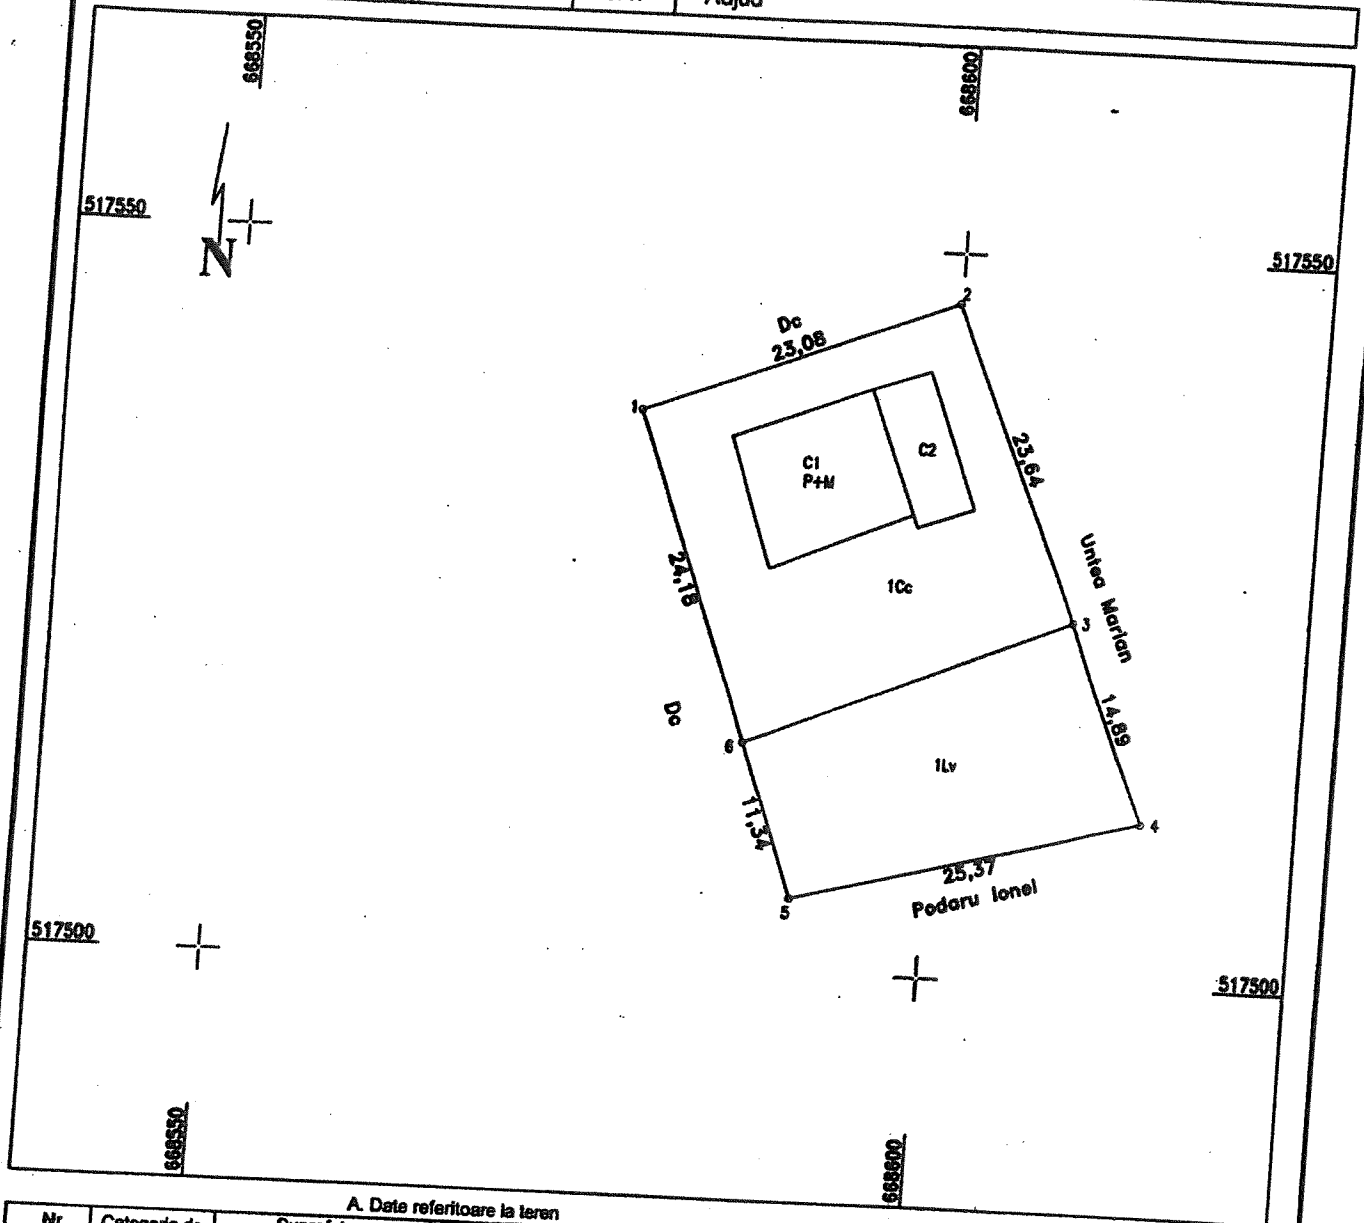 Adjud
668550
668600
517550
517550
N
2
Dc
23,08
1
C1
P+M
C2
23,64
24,18
1Cc
Untea Marian
3
Dc
14,89
6
1Lv
11,34
4
25,37
Podaru Ionel
5
517500
517500
668550
668600
A. Date referitoare la teren
Nr
Categoria de